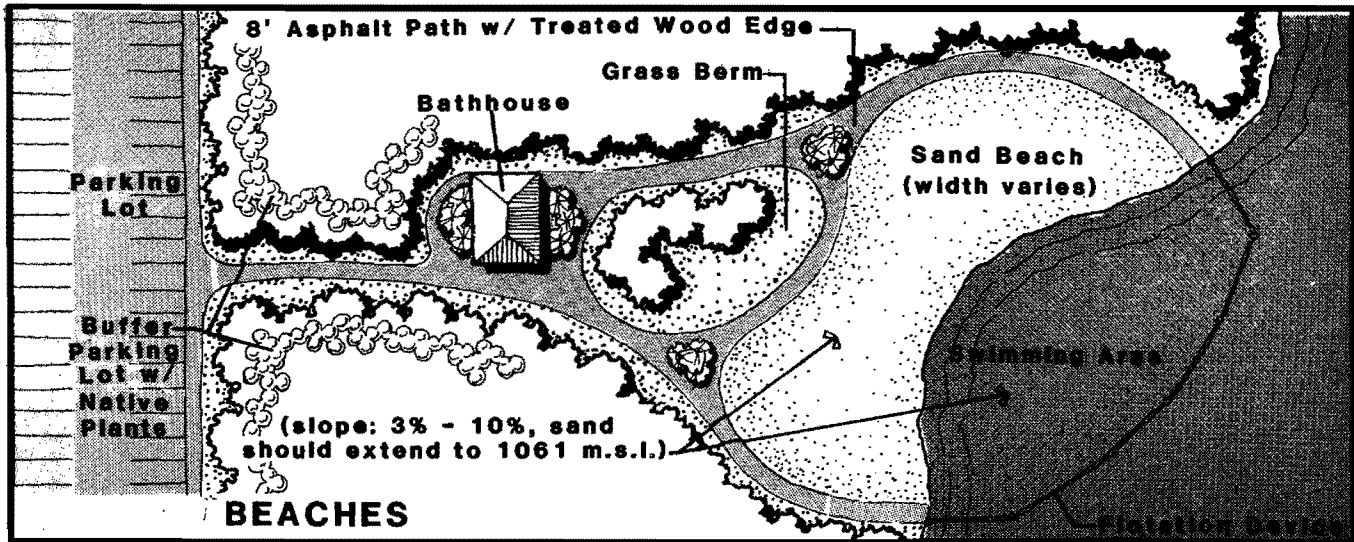 8' Asphalt Path w/ Treated Wood Edge
Grass Berm
Bathhouse
Sand Beach
(width varies)
Parking
Lot
Buffer
Parking
Lot w/
Native
Plants
Swimming Area
(slope: 3% - 10%, sand
should extend to 1061 m.s.l.)
BEACHES
Flotation Device